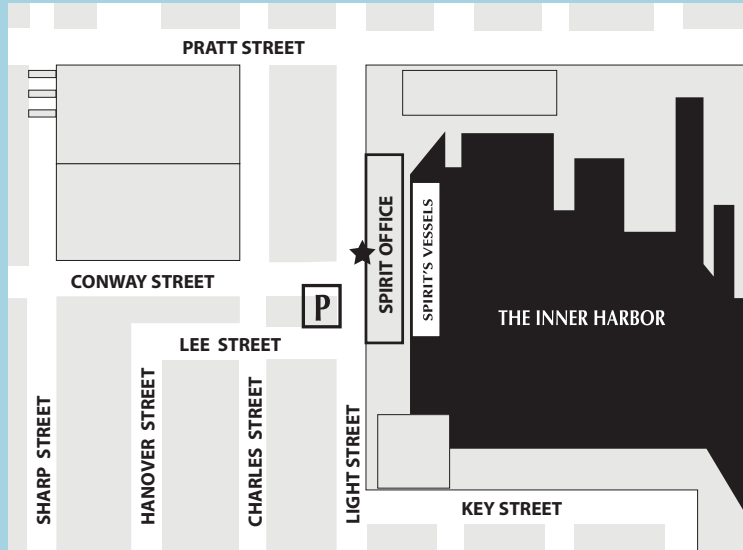 PRATT STREET
SPIRIT OFFICE
SPIRIT'S VESSELS
CONWAY STREET
P
THE INNER HARBOR
LEE STREET
SHARP STREET
HANOVER STREET
CHARLES STREET
LIGHT STREET
KEY STREET